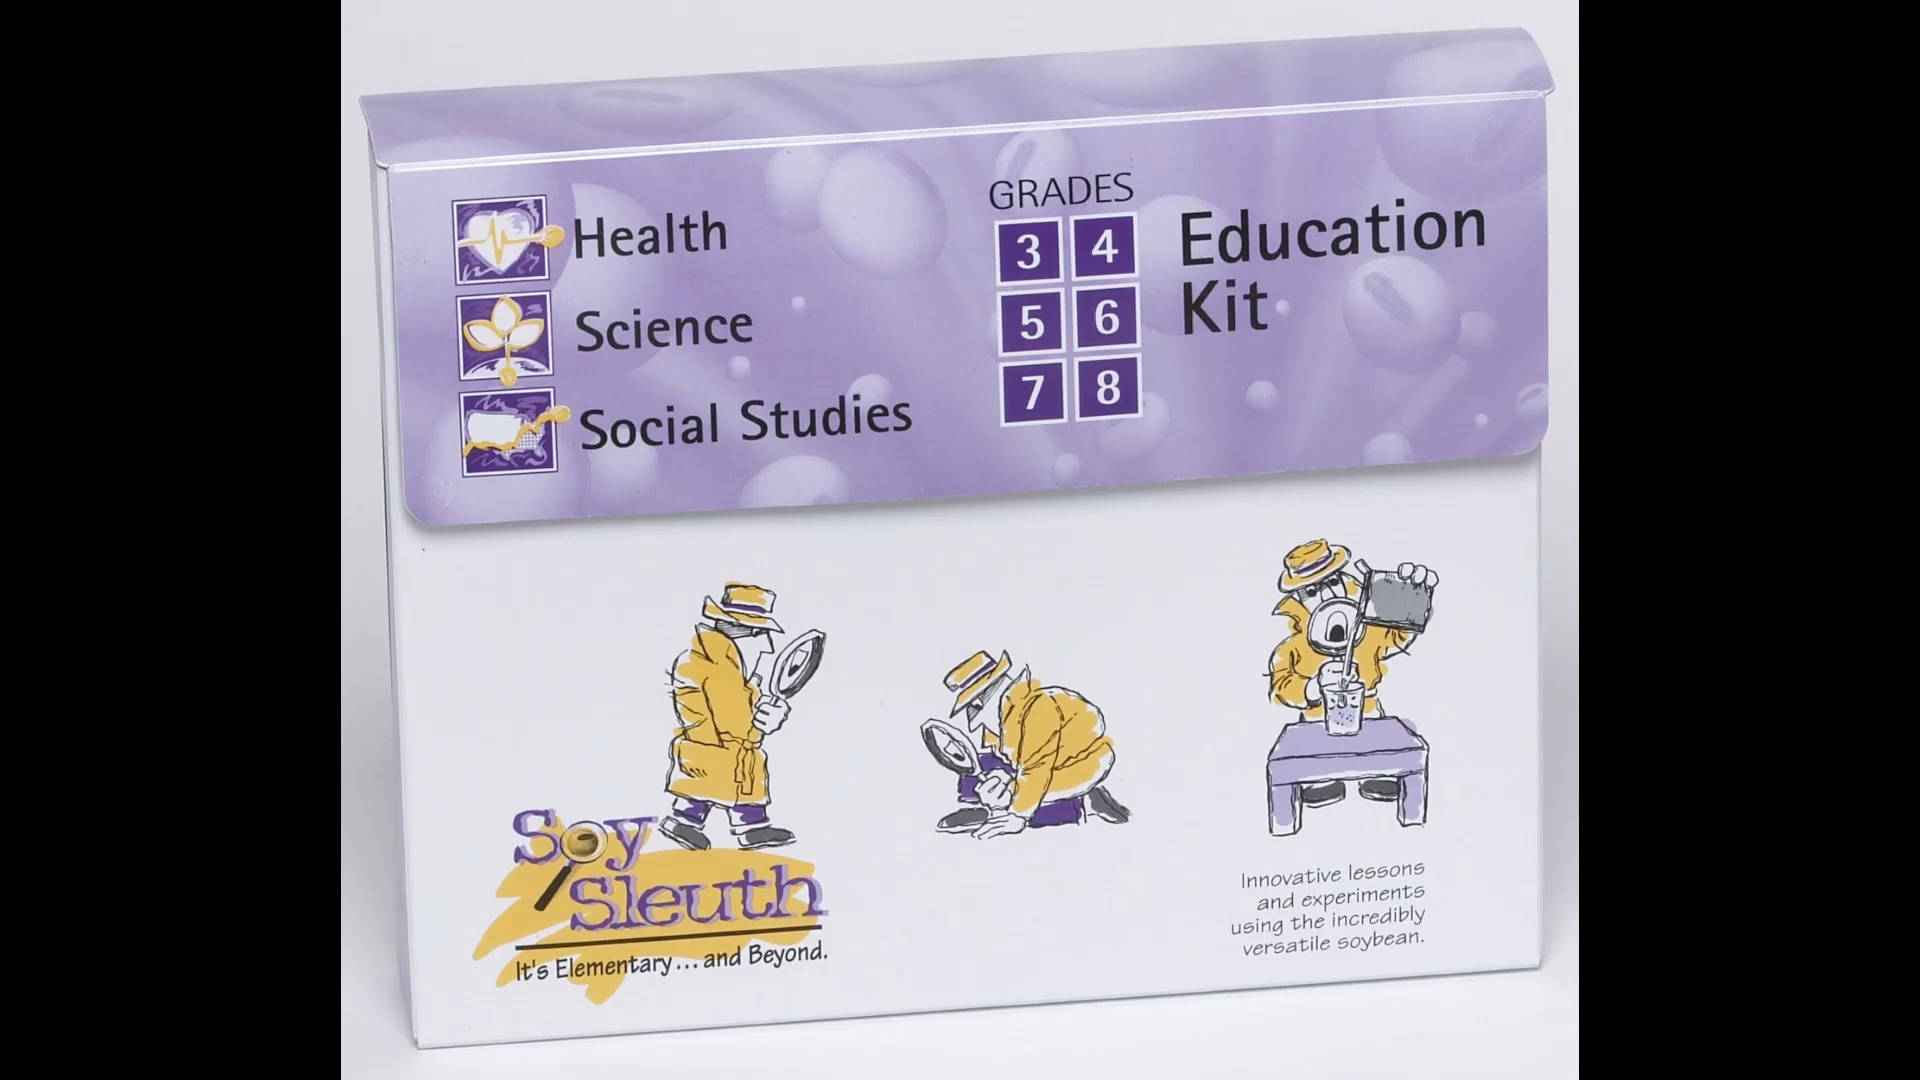 Health
Science
Social Studies
GRADES
3 4
5 6
7 8
Education
Kit
Soy
Sleuth
It's Elementary...and Beyond.
Innovative lessons
and experiments
using the incredibly
versatile soybean.